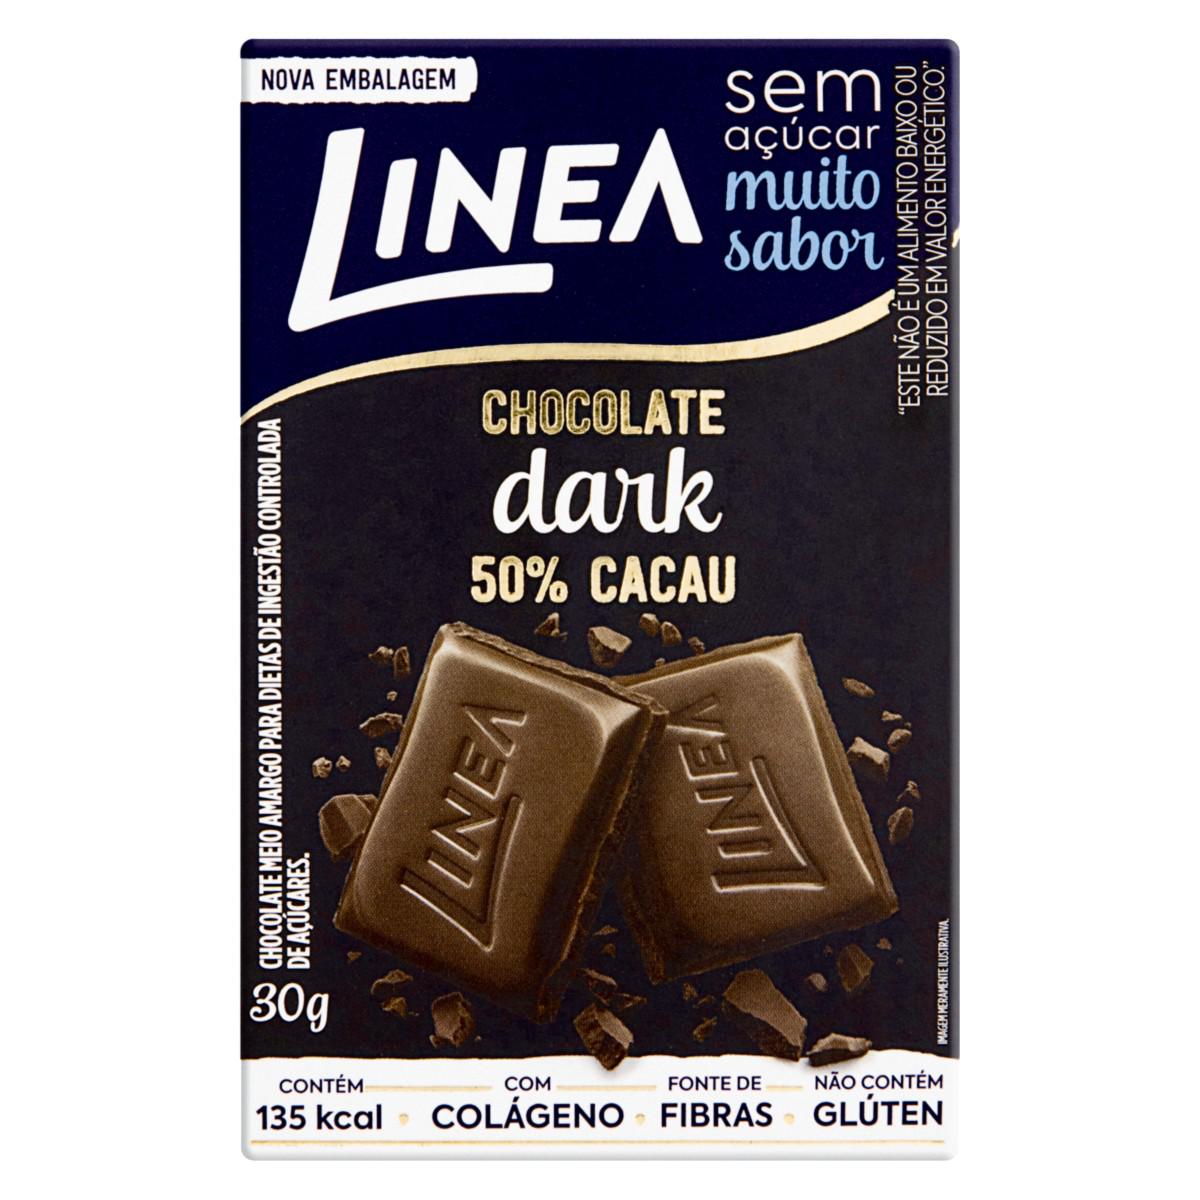 NOVA EMBALAGEM
LINEA
sem
açúcar
muito
sabor
"ESTE NÃO É UM ALIMENTO BAIXO OU
REDUZIDO EM VALOR ENERGÉTICO."
CHOCOLATE
dark
50% CACAU
LINEA
LINEA
CHOCOLATE MEIO AMARGO PARA DIETAS DE INGESTÃO CONTROLADA
DE AÇÚCARES.
30g
IMAGEM MERAMENTE ILUSTRATIVA.
CONTÉM
135 kcal
COM
COLÁGENO
FONTE DE
FIBRAS
NÃO CONTÉM
GLÚTEN